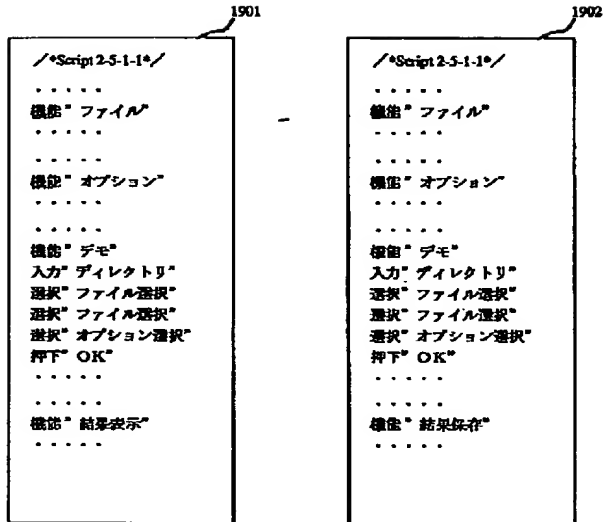 1901
/*Script 2-5-1-1*/
. . . . .
機能" ファイル"
. . . . .
. . . . .
機能" オプション"
. . . . .
. . . . .
機能" デモ"
入力" ディレクトリ"
選択" ファイル選択"
選択" ファイル選択"
選択" オプション選択"
押下" OK"
. . . . .
. . . . .
機能" 結果表示"
. . . . .
1902
/*Script 2-5-1-1*/
. . . . .
機能" ファイル"
. . . . .
. . . . .
機能" オプション"
. . . . .
. . . . .
機能" デモ"
入力" ディレクトリ"
選択" ファイル選択"
選択" ファイル選択"
選択" オプション選択"
押下" OK"
. . . . .
. . . . .
機能" 結果保存"
. . . . .